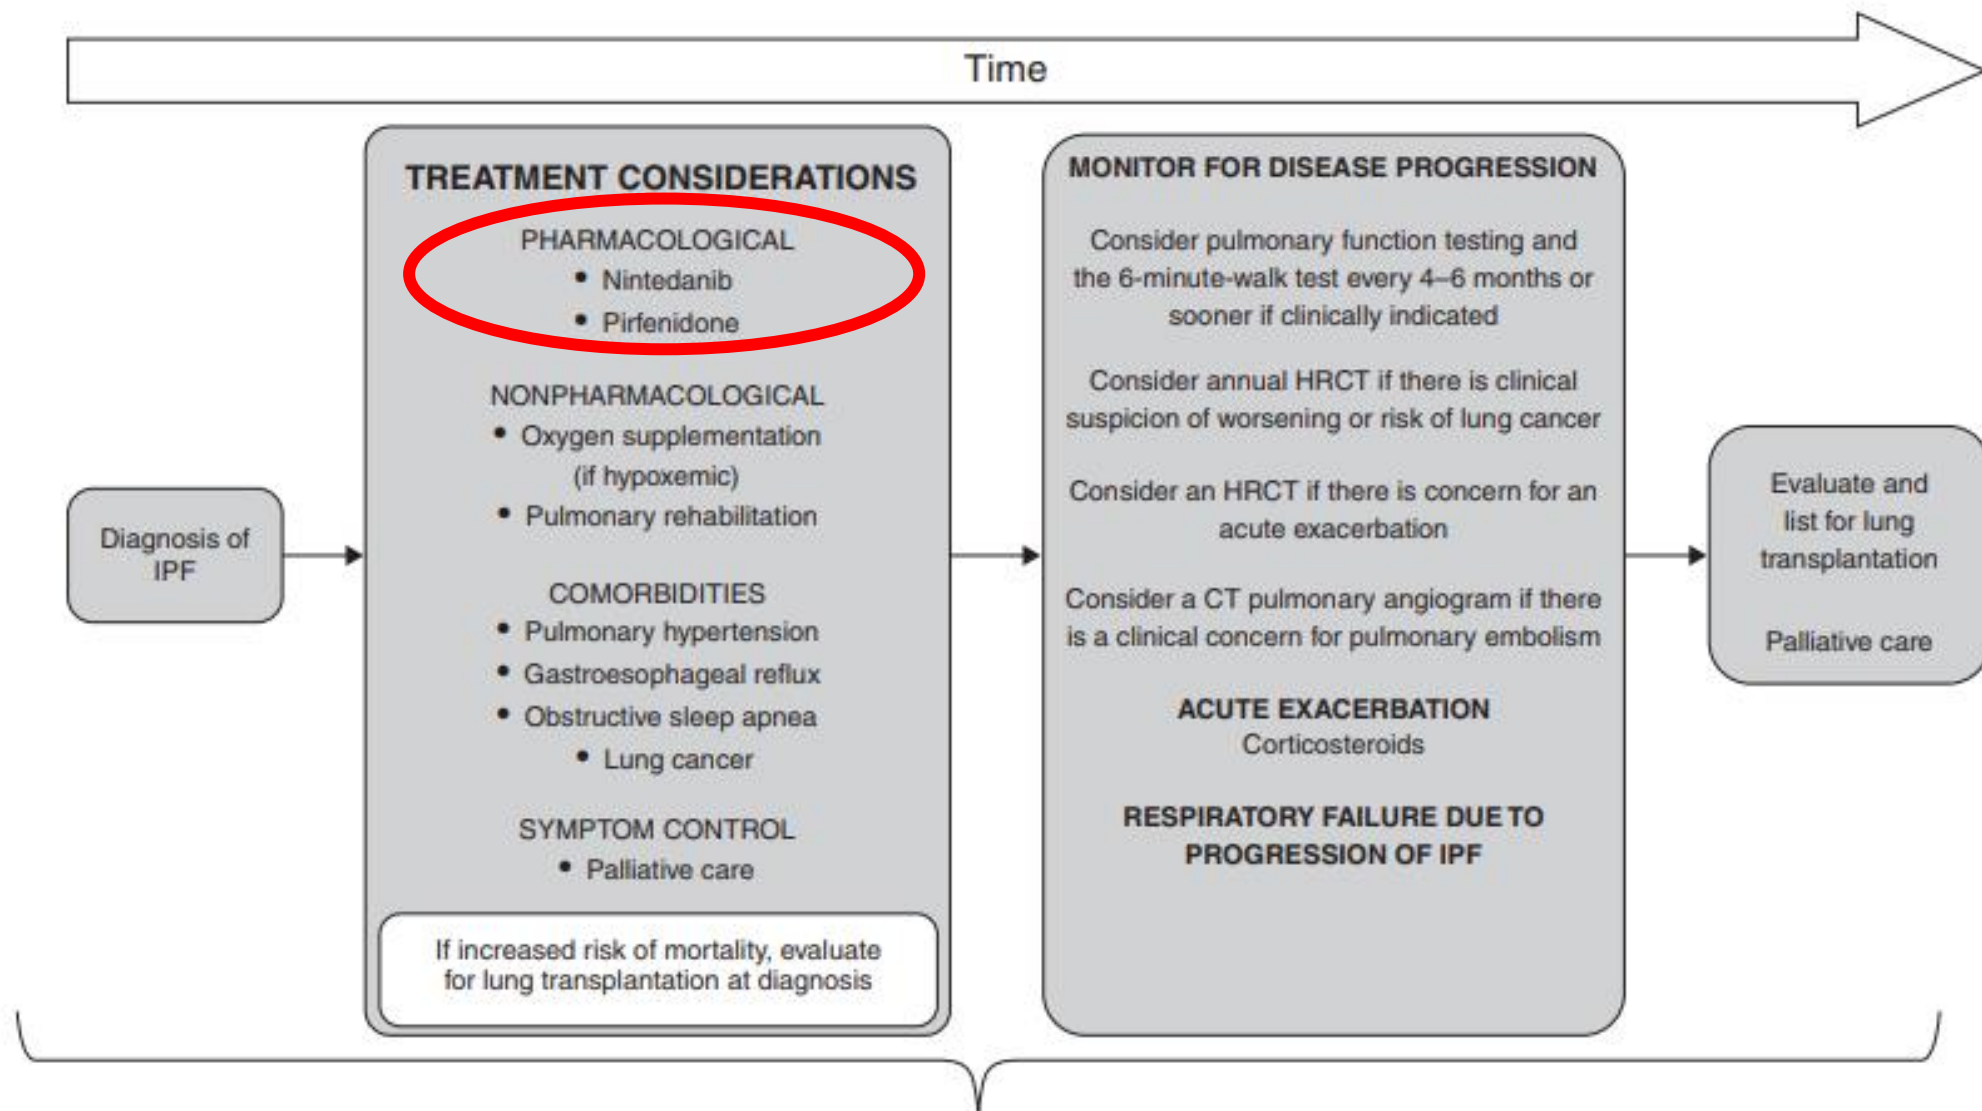 Time
Diagnosis of
IPF
TREATMENT CONSIDERATIONS
PHARMACOLOGICAL
• Nintedanib
• Pirfenidone
NONPHARMACOLOGICAL
• Oxygen supplementation
(if hypoxemic)
• Pulmonary rehabilitation
COMORBIDITIES
• Pulmonary hypertension
• Gastroesophageal reflux
• Obstructive sleep apnea
• Lung cancer
SYMPTOM CONTROL
• Palliative care
If increased risk of mortality, evaluate
for lung transplantation at diagnosis
MONITOR FOR DISEASE PROGRESSION
Consider pulmonary function testing and
the 6-minute-walk test every 4–6 months or
sooner if clinically indicated
Consider annual HRCT if there is clinical
suspicion of worsening or risk of lung cancer
Consider an HRCT if there is concern for an
acute exacerbation
Consider a CT pulmonary angiogram if there
is a clinical concern for pulmonary embolism
ACUTE EXACERBATION
Corticosteroids
RESPIRATORY FAILURE DUE TO
PROGRESSION OF IPF
Evaluate and
list for lung
transplantation
Palliative care